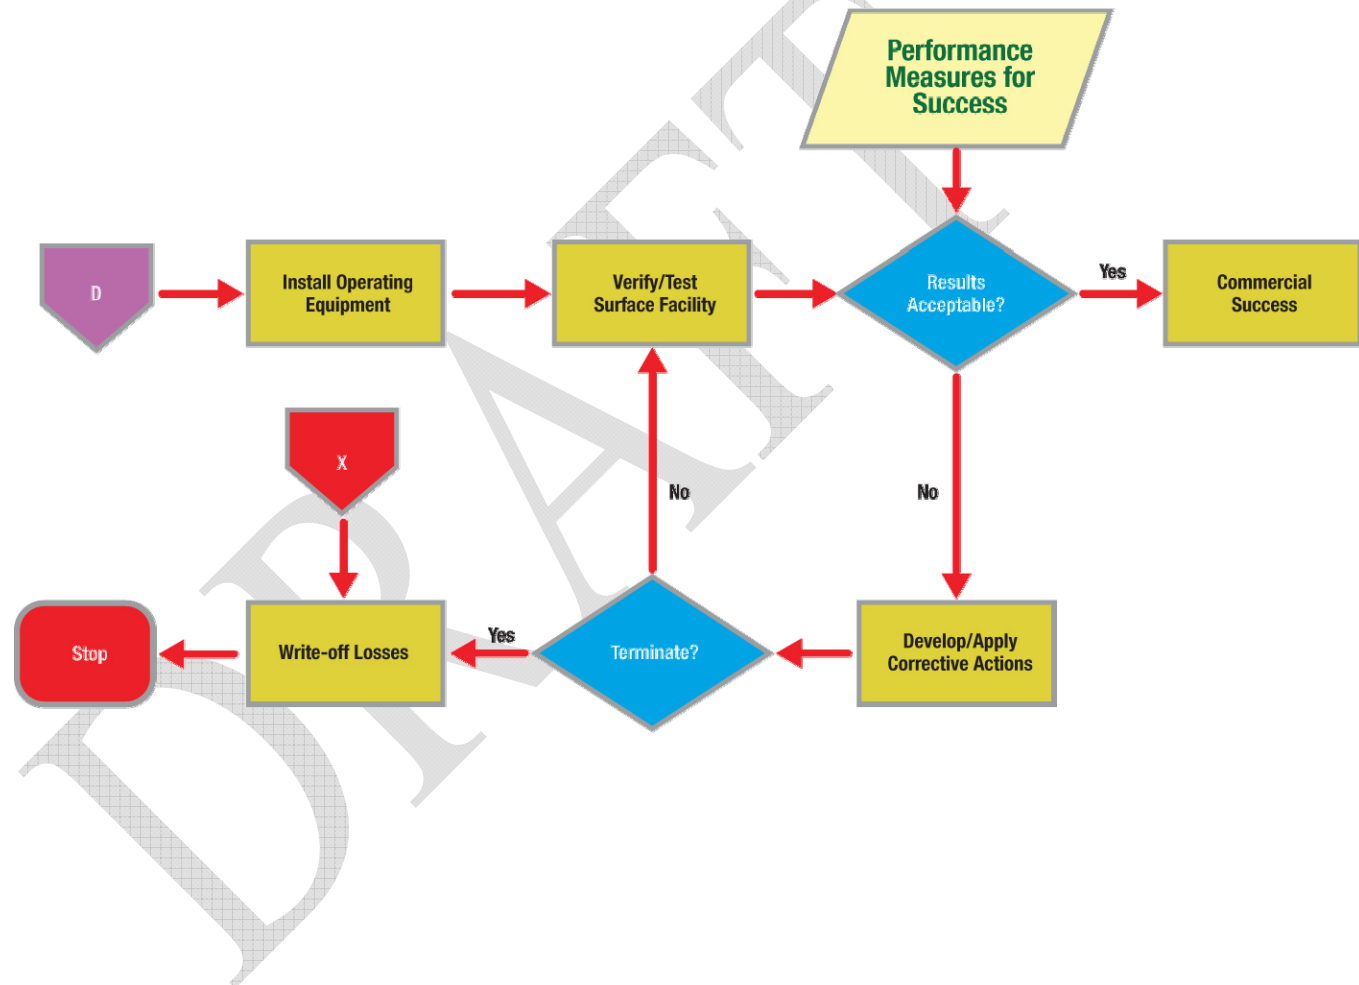 Performance
Measures for
Success
D
Install Operating
Equipment
Verify/Test
Surface Facility
Results
Acceptable?
Yes
Commercial
Success
X
No
No
Stop
Write-off Losses
Yes
Terminate?
Develop/Apply
Corrective Actions
DRAFT